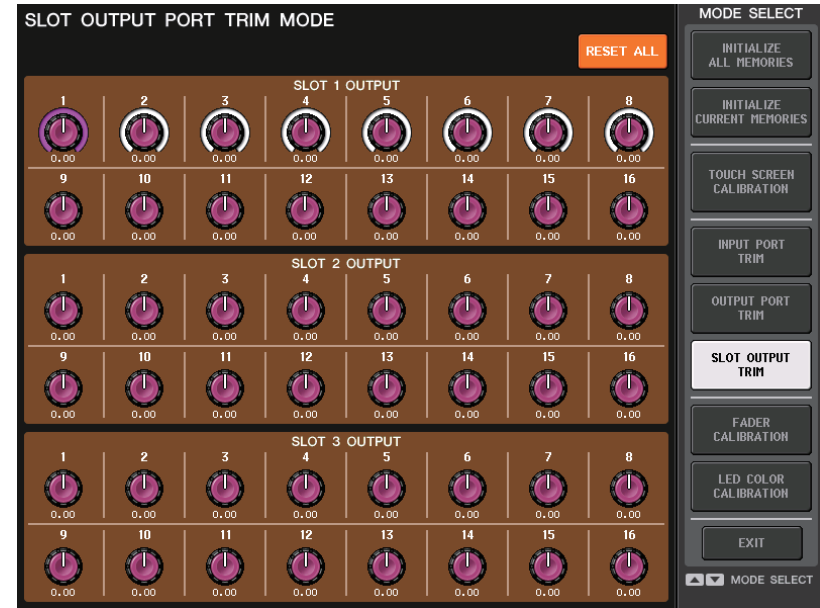 SLOT OUTPUT PORT TRIM MODE
RESET ALL
SLOT 1 OUTPUT
1 2 3 4 5 6 7 8
0.00 0.00 0.00 0.00 0.00 0.00 0.00 0.00
9 10 11 12 13 14 15 16
0.00 0.00 0.00 0.00 0.00 0.00 0.00 0.00
SLOT 2 OUTPUT
1 2 3 4 5 6 7 8
0.00 0.00 0.00 0.00 0.00 0.00 0.00 0.00
9 10 11 12 13 14 15 16
0.00 0.00 0.00 0.00 0.00 0.00 0.00 0.00
SLOT 3 OUTPUT
1 2 3 4 5 6 7 8
0.00 0.00 0.00 0.00 0.00 0.00 0.00 0.00
9 10 11 12 13 14 15 16
0.00 0.00 0.00 0.00 0.00 0.00 0.00 0.00
MODE SELECT
INITIALIZE
ALL MEMORIES
INITIALIZE
CURRENT MEMORIES
TOUCH SCREEN
CALIBRATION
INPUT PORT
TRIM
OUTPUT PORT
TRIM
SLOT OUTPUT
TRIM
FADER
CALIBRATION
LED COLOR
CALIBRATION
EXIT
MODE SELECT